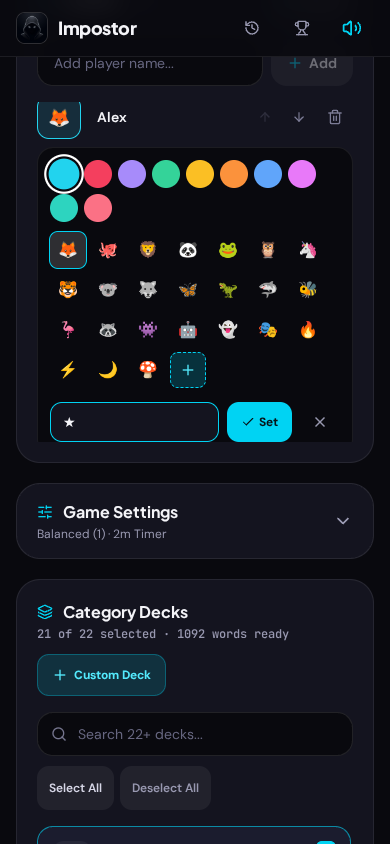 Impostor
Add player name...
+ Add
Alex
★
Set
Game Settings
Balanced (1) · 2m Timer
Category Decks
21 of 22 selected · 1092 words ready
+ Custom Deck
Search 22+ decks...
Select All
Deselect All